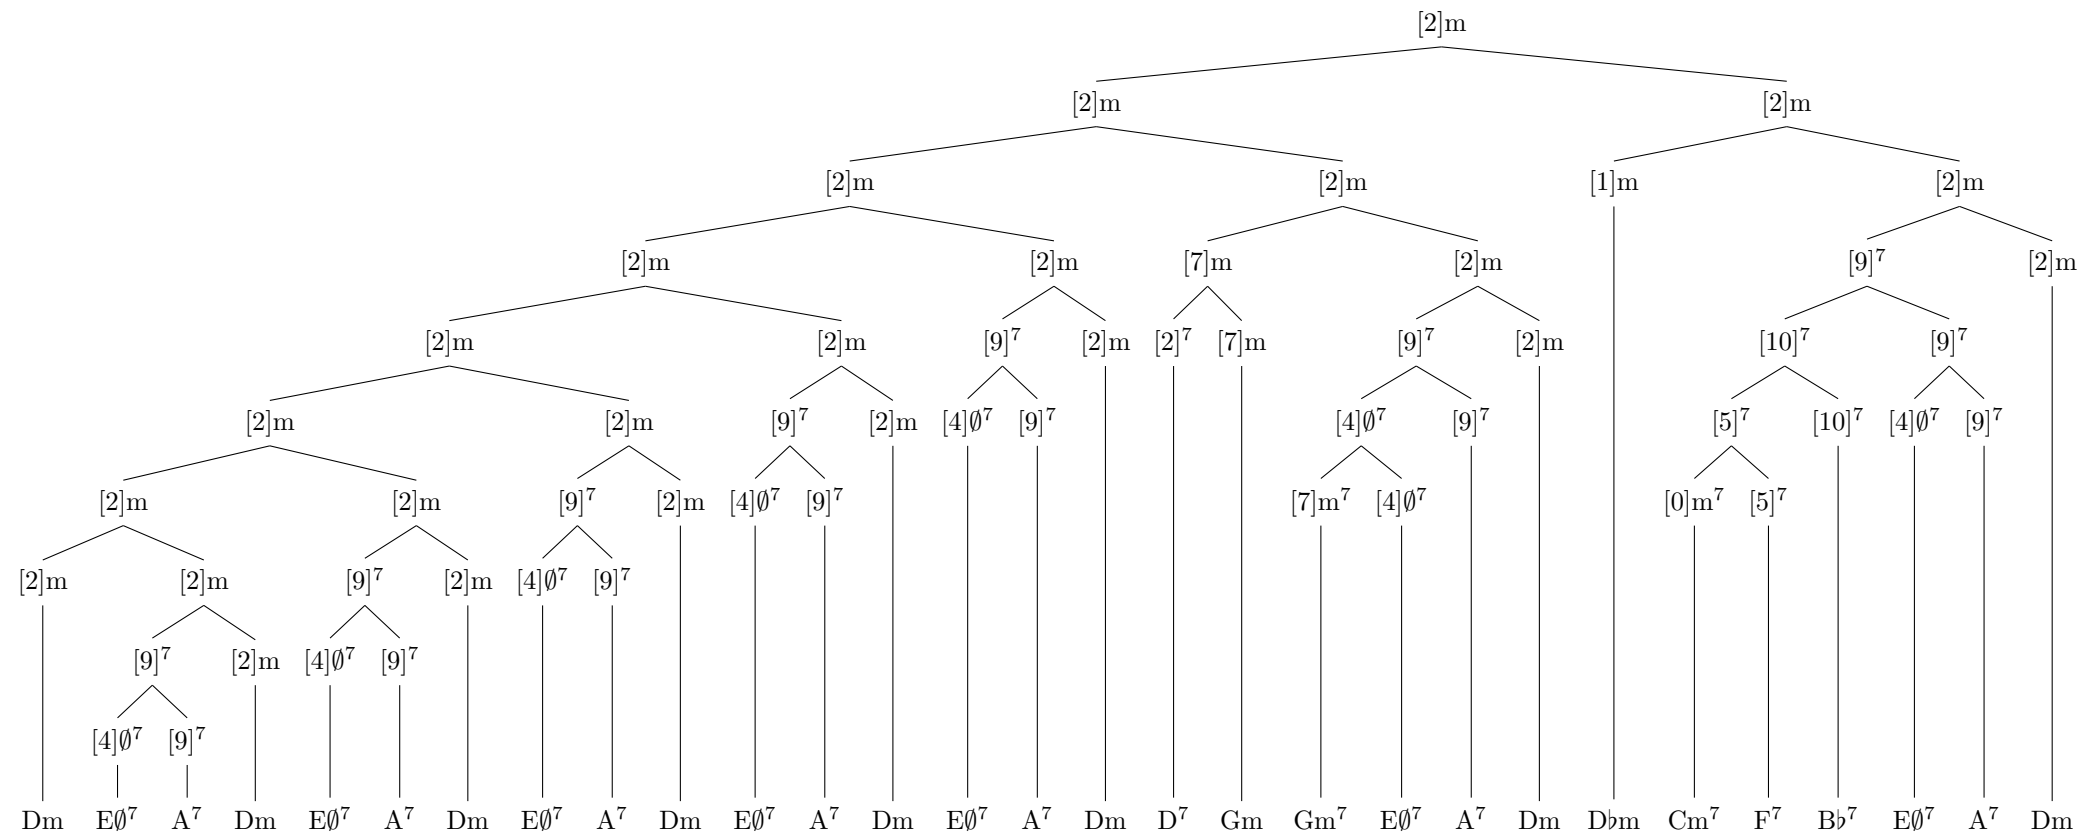 [2]m
[2]m [2]m
[2]m [2]m [1]m [2]m
[2]m [2]m [7]m [2]m [9]⁷ [2]m
[2]m [2]m [9]⁷ [2]m [2]⁷ [7]m [9]⁷ [2]m [10]⁷ [9]⁷
[2]m [2]m [9]⁷ [2]m [4]∅⁷ [9]⁷ [4]∅⁷ [9]⁷ [5]⁷ [10]⁷ [4]∅⁷ [9]⁷
[2]m [2]m [9]⁷ [2]m [4]∅⁷ [9]⁷ [7]m⁷ [4]∅⁷ [0]m⁷ [5]⁷
[2]m [2]m [9]⁷ [2]m [4]∅⁷ [9]⁷
[9]⁷ [2]m [4]∅⁷ [9]⁷
[4]∅⁷ [9]⁷
Dm E∅⁷ A⁷ Dm E∅⁷ A⁷ Dm E∅⁷ A⁷ Dm E∅⁷ A⁷ Dm E∅⁷ A⁷ Dm D⁷ Gm Gm⁷ E∅⁷ A⁷ Dm D♭m Cm⁷ F⁷ B♭⁷ E∅⁷ A⁷ Dm